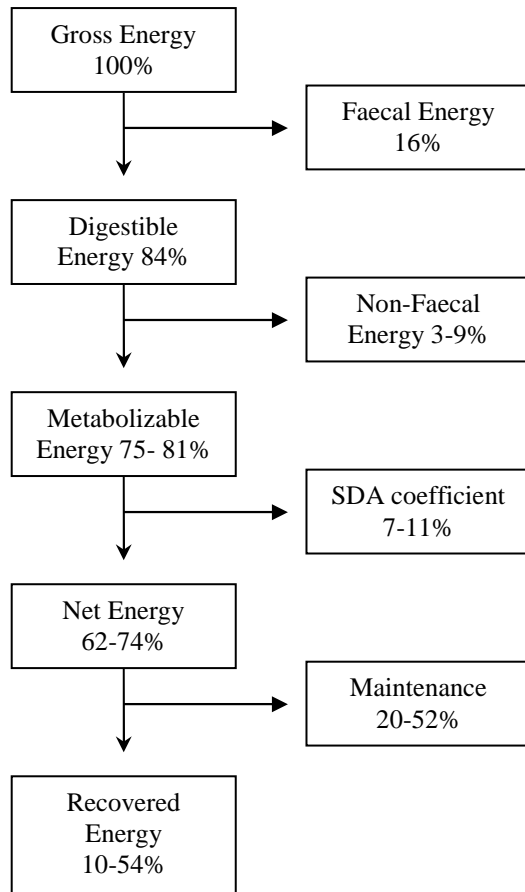 Gross Energy
100%
Faecal Energy
16%
Digestible
Energy 84%
Non-Faecal
Energy 3-9%
Metabolizable
Energy 75- 81%
SDA coefficient
7-11%
Net Energy
62-74%
Maintenance
20-52%
Recovered
Energy
10-54%